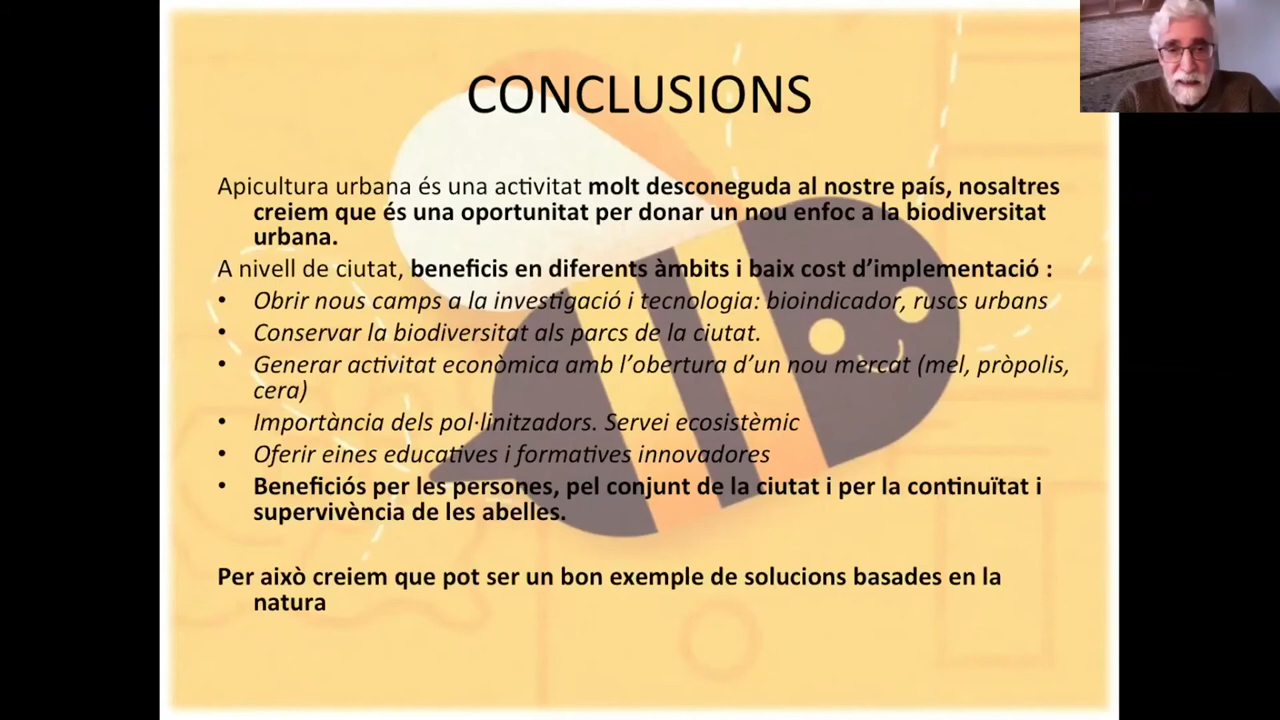 CONCLUSIONS
Apicultura urbana és una activitat molt desconeguda al nostre país, nosaltres
creiem que és una oportunitat per donar un nou enfoc a la biodiversitat
urbana.
A nivell de ciutat, beneficis en diferents àmbits i baix cost d’implementació :
• Obrir nous camps a la investigació i tecnologia: bioindicador, ruscs urbans
• Conservar la biodiversitat als parcs de la ciutat.
• Generar activitat econòmica amb l’obertura d’un nou mercat (mel, pròpolis,
cera)
• Importància dels pol·linitzadors. Servei ecosistèmic
• Oferir eines educatives i formatives innovadores
• Beneficiós per les persones, pel conjunt de la ciutat i per la continuïtat i
supervivència de les abelles.
Per això creiem que pot ser un bon exemple de solucions basades en la
natura